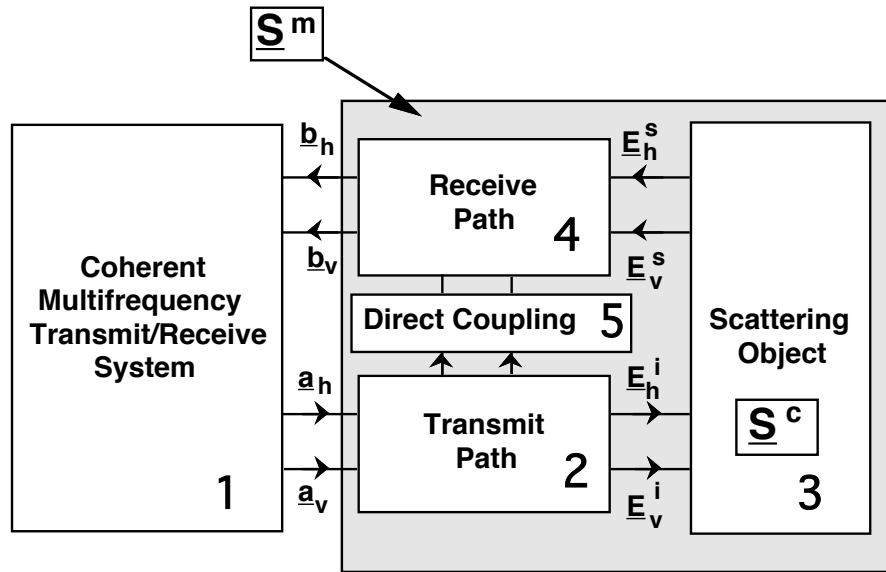 S m
b h
E h s
Receive
Path
4
b v
E v s
Coherent
Multifrequency
Transmit/Receive
System
1
Direct Coupling 5
Scattering
Object
S c
3
a h
E h i
Transmit
Path
2
a v
E v i